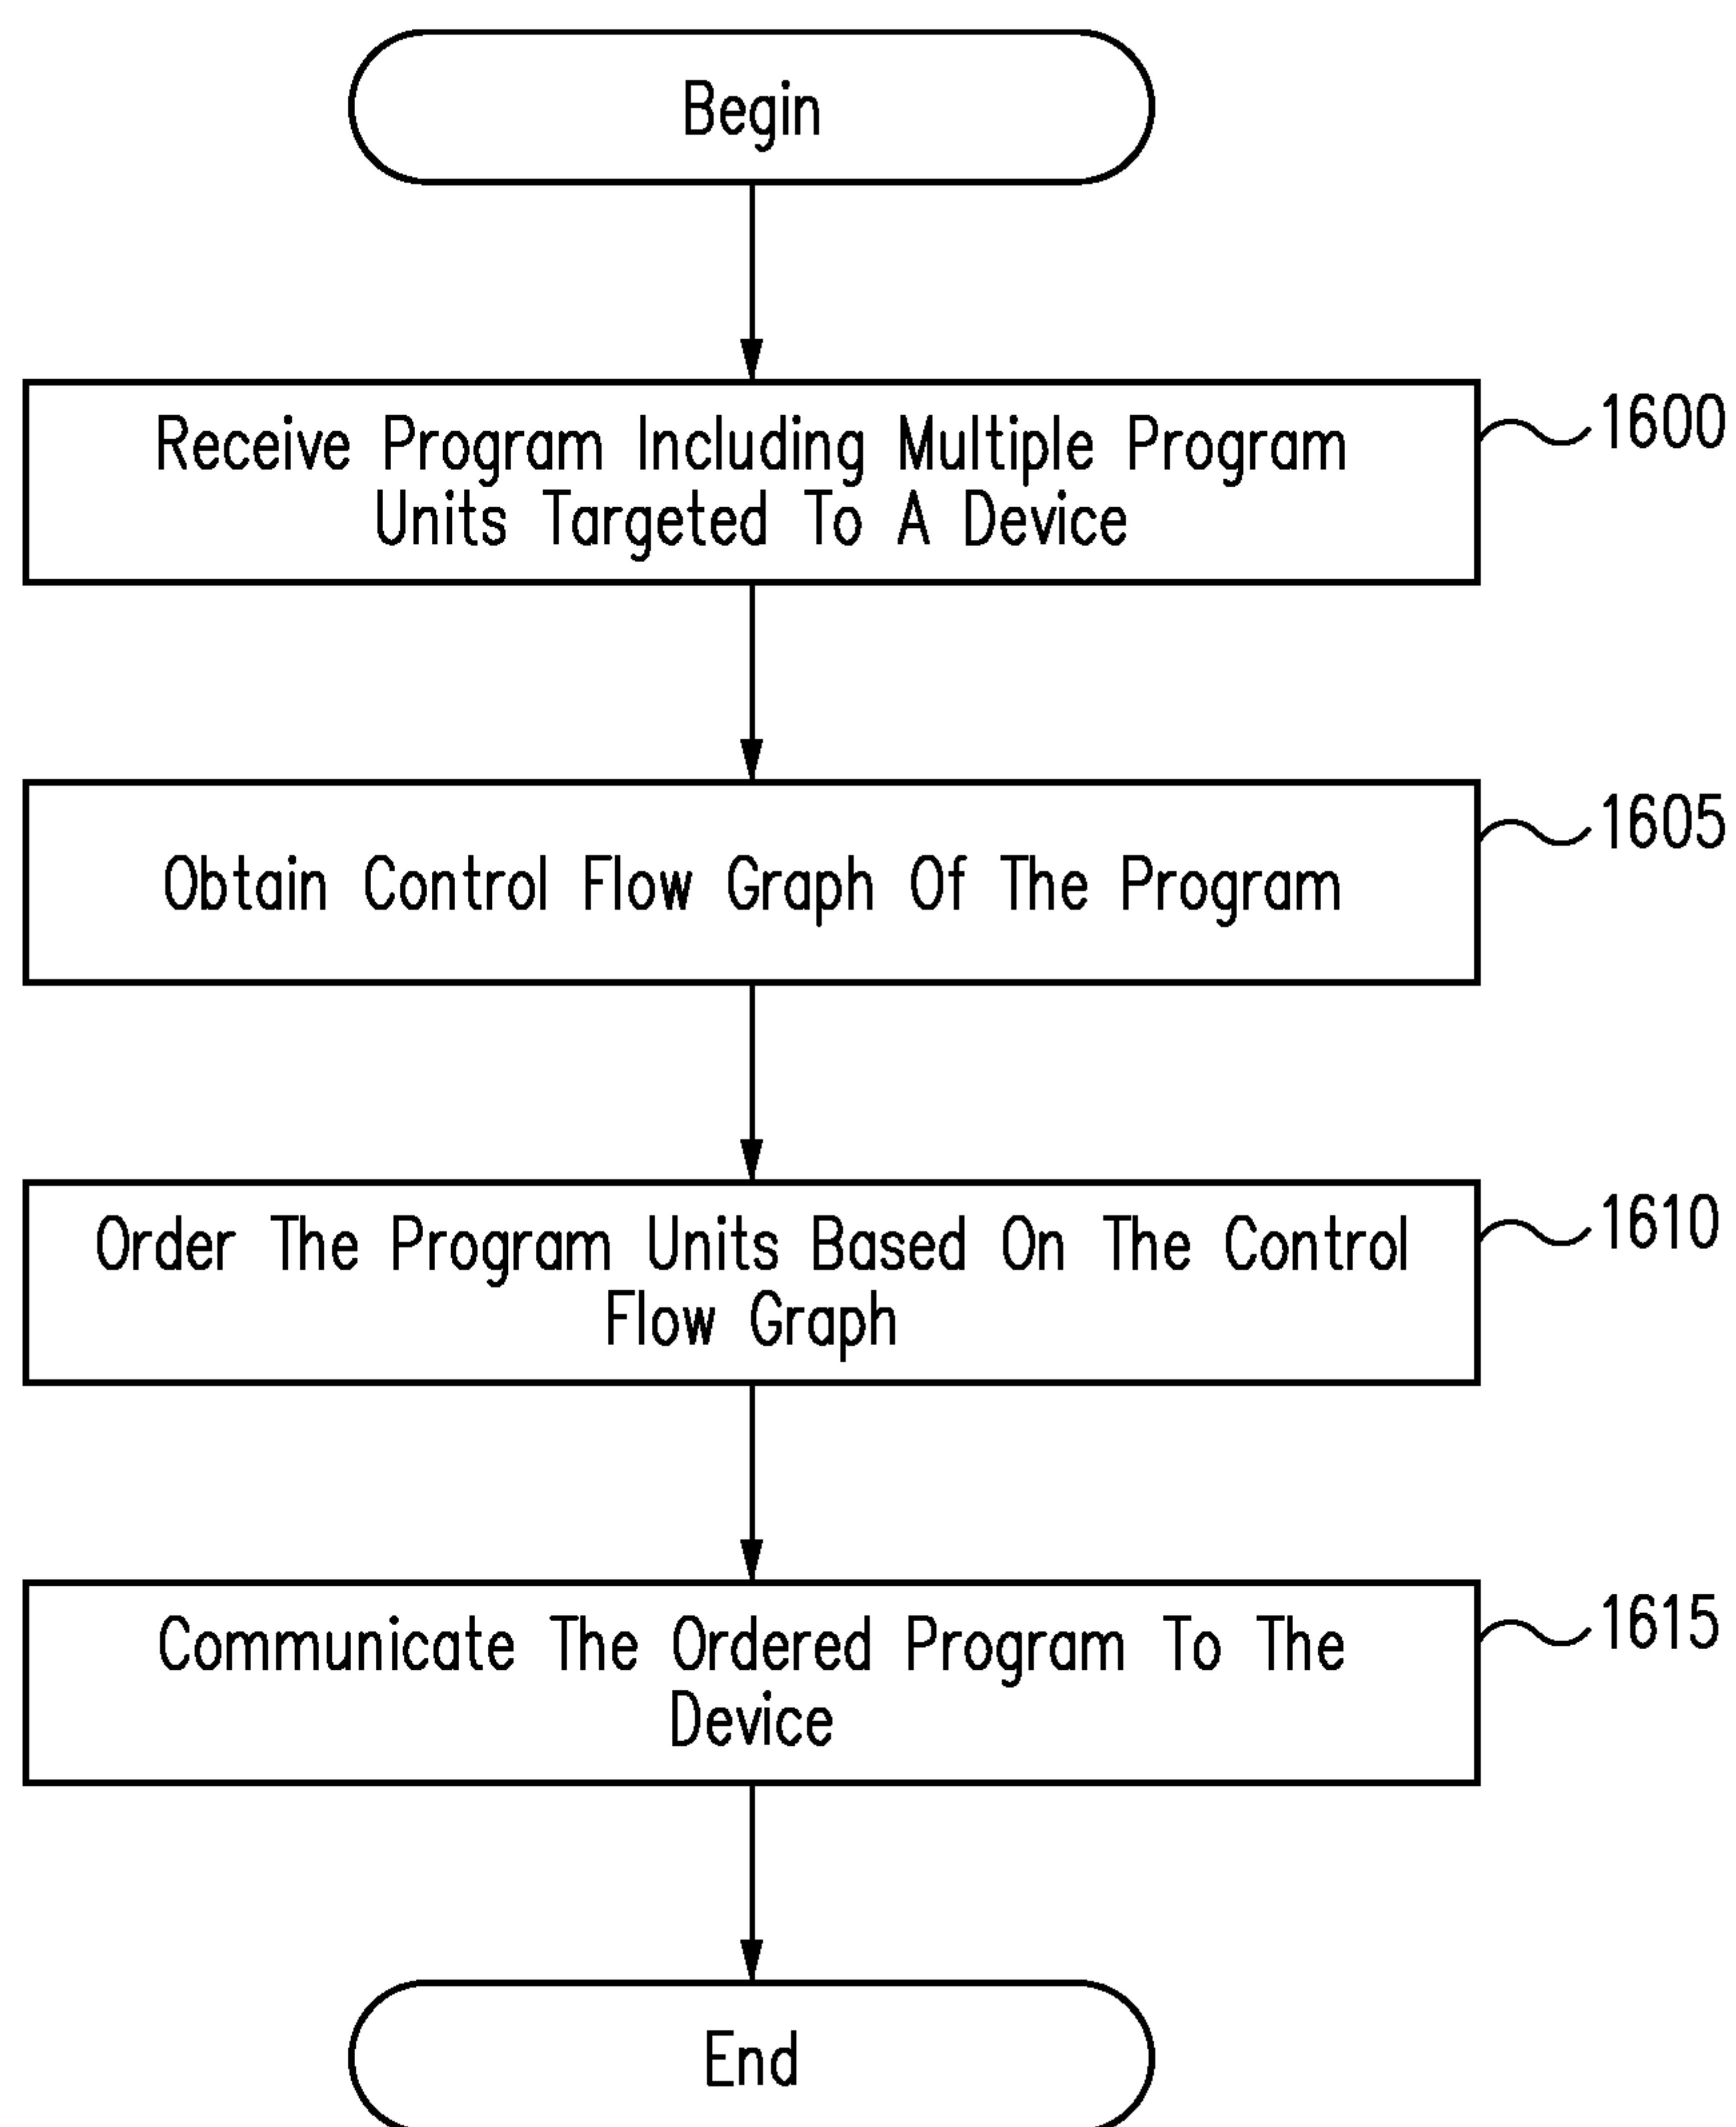 Begin
Receive Program Including Multiple Program
Units Targeted To A Device
1600
Obtain Control Flow Graph Of The Program
1605
Order The Program Units Based On The Control
Flow Graph
1610
Communicate The Ordered Program To The
Device
1615
End